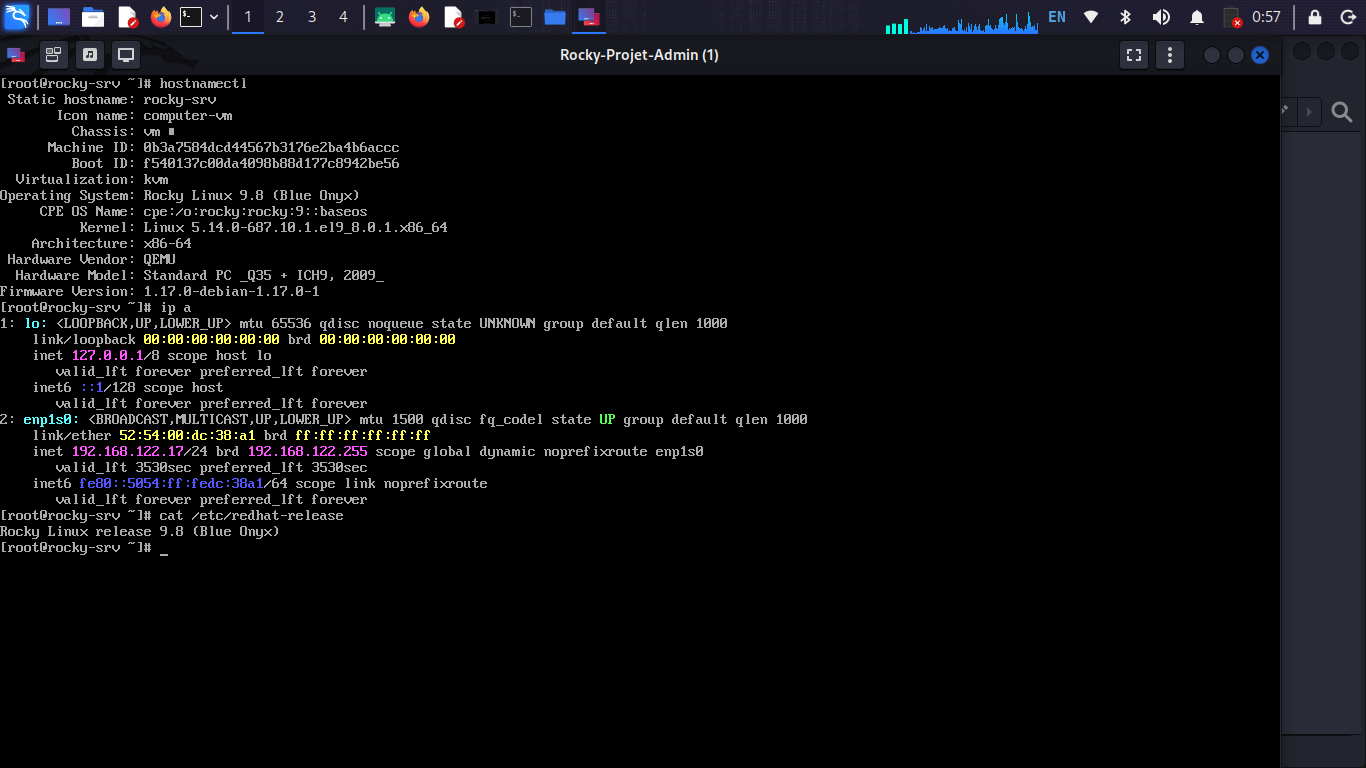 1 2 3 4 EN 0:57
Rocky-Projet-Admin (1)
[root@rocky-srv ~]# hostnamectl
Static hostname: rocky-srv
Icon name: computer-vm
Chassis: vm
Machine ID: 0b3a7584dcd44567b3176e2ba4b6accc
Boot ID: f540137c00da4098b88d177c8942be56
Virtualization: kvm
Operating System: Rocky Linux 9.8 (Blue Onyx)
CPE OS Name: cpe:/o:rocky:rocky:9::baseos
Kernel: Linux 5.14.0-687.10.1.el9_8.0.1.x86_64
Architecture: x86-64
Hardware Vendor: QEMU
Hardware Model: Standard PC _Q35 + ICH9, 2009_
Firmware Version: 1.17.0-debian-1.17.0-1
[root@rocky-srv ~]# ip a
1: lo: <LOOPBACK,UP,LOWER_UP> mtu 65536 qdisc noqueue state UNKNOWN group default qlen 1000
link/loopback 00:00:00:00:00:00 brd 00:00:00:00:00:00
inet 127.0.0.1/8 scope host lo
valid_lft forever preferred_lft forever
inet6 ::1/128 scope host
valid_lft forever preferred_lft forever
2: enp1s0: <BROADCAST,MULTICAST,UP,LOWER_UP> mtu 1500 qdisc fq_codel state UP group default qlen 1000
link/ether 52:54:00:dc:38:a1 brd ff:ff:ff:ff:ff:ff
inet 192.168.122.17/24 brd 192.168.122.255 scope global dynamic noprefixroute enp1s0
valid_lft 3530sec preferred_lft 3530sec
inet6 fe80::5054:ff:fedc:38a1/64 scope link noprefixroute
valid_lft forever preferred_lft forever
[root@rocky-srv ~]# cat /etc/redhat-release
Rocky Linux release 9.8 (Blue Onyx)
[root@rocky-srv ~]# _